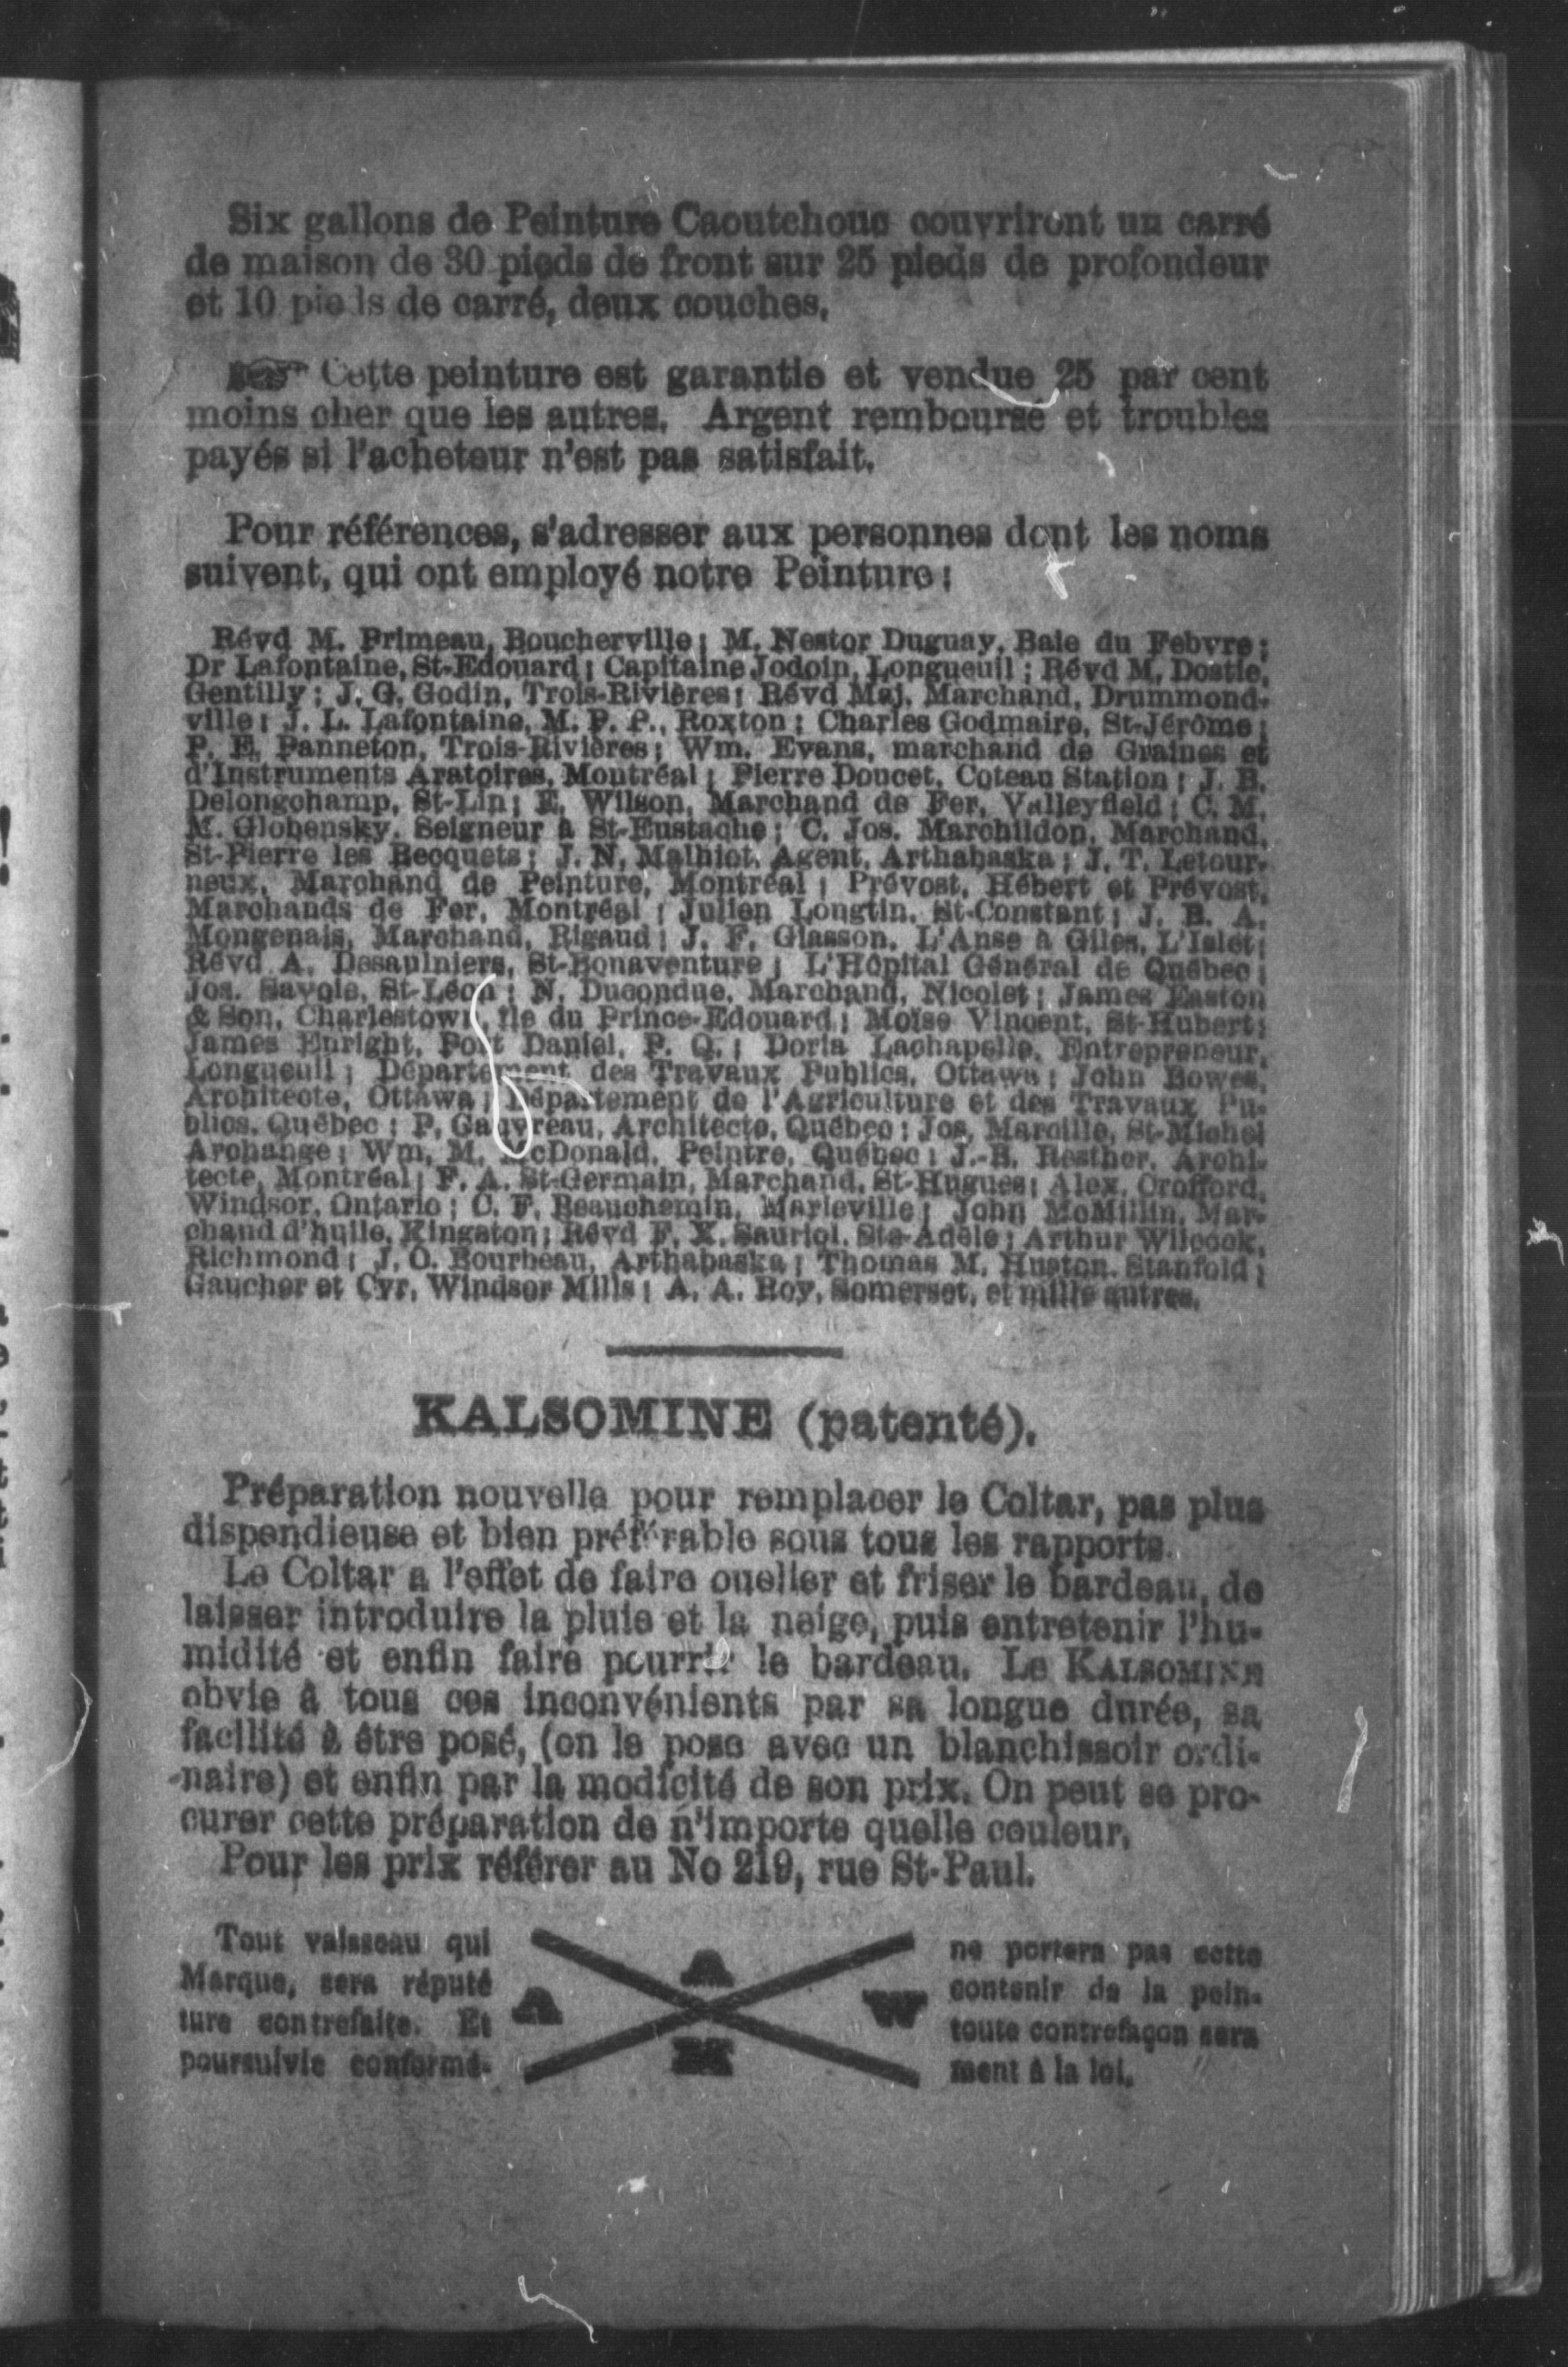 Six gallons de Peinture Caoutchouc couvriront un carré
de maison de 30 pieds de front sur 25 pieds de profondeur
et 10 pieds de carré, deux couches.
Cette peinture est garantie et vendue 25 par cent
moins cher que les autres. Argent remboursé et troubles
payés si l'acheteur n'est pas satisfait.
Pour références, s'adresser aux personnes dont les noms
suivent, qui ont employé notre Peinture :
Révd M. Primeau, Boucherville ; M. Nestor Duguay, Baie du Febvre ;
Dr Lafontaine, St-Edouard ; Capitaine Jodoin, Longueuil ; Révd M. Dostie,
Gentilly ; J. G. Godin, Trois-Rivières ; Révd Maj. Marchand, Drummond-
ville ; J. L. Lafontaine, M. P. P., Roxton ; Charles Godmaire, St-Jérôme ;
P. E. Panneton, Trois-Rivières ; Wm. Evans, marchand de Graines et
d'Instruments Aratoires, Montréal ; Pierre Doucet, Coteau Station ; J. B.
Delongchamp, St-Lin ; E. Wilson, Marchand de Fer, Valleyfield ; C. M.
M. Globensky, Seigneur à St-Eustache ; C. Jos. Marchildon, Marchand,
St-Pierre les Becquets ; J. N. Malhiot, Agent, Arthabaska ; J. T. Letour-
neux, Marchand de Peinture, Montréal ; Prévost, Hébert et Prévost,
Marchands de Fer, Montréal ; Julien Longtin, St-Constant ; J. B. A.
Mongenais, Marchand, Rigaud ; J. F. Giasson, L'Anse à Giles, L'Islet ;
Révd A. Desaulniers, St-Bonaventure ; L'Hôpital Général de Québec ;
Jos. Savoie, St-Léon ; N. Ducondue, Marchand, Nicolet ; James Easton
& Son, Charlestown, Ile du Prince-Edouard ; Moïse Vincent, St-Hubert ;
James Enright, Port Daniel, P. Q. ; Doria Lachapelle, Entrepreneur,
Longueuil ; Département des Travaux Publics, Ottawa ; John Bowes,
Architecte, Ottawa ; Département de l'Agriculture et des Travaux Pu-
blics, Québec ; P. Gauvreau, Architecte, Québec ; Jos. Marcille, St-Michel
Archange ; Wm. M. McDonald, Peintre, Québec ; J.-B. Resther, Archi-
tecte, Montréal ; F. A. St-Germain, Marchand, St-Hugues ; Alex. Crofford,
Windsor, Ontario ; C. F. Beauchemin, Marieville ; John McMillin, Mar-
chand d'huile, Kingston ; Révd F. X. Sauriol, Ste-Adèle ; Arthur Wilcock,
Richmond ; J. O. Bourbeau, Arthabaska ; Thomas M. Huston, Stanfold ;
Gaucher et Cyr, Windsor Mills ; A. A. Roy, Somerset, et mille autres.
KALSOMINE (patenté).
Préparation nouvelle pour remplacer le Coltar, pas plus
dispendieuse et bien préférable sous tous les rapports.
Le Coltar a l'effet de faire oueller et friser le bardeau, de
laisser introduire la pluie et la neige, puis entretenir l'hu-
midité et enfin faire pourrir le bardeau. Le KALSOMINE
obvie à tous ces inconvénients par sa longue durée, sa
facilité à être posé, (on le pose avec un blanchissoir ordi-
naire) et enfin par la modicité de son prix. On peut se pro-
curer cette préparation de n'importe quelle couleur.
Pour les prix référer au No 219, rue St-Paul.
Tout vaisseau qui ne portera pas cette
Marque, sera réputé contenir de la pein-
ture contrefaite. Et toute contrefaçon sera
poursuivie conformé- ment à la loi.
A
A W
M